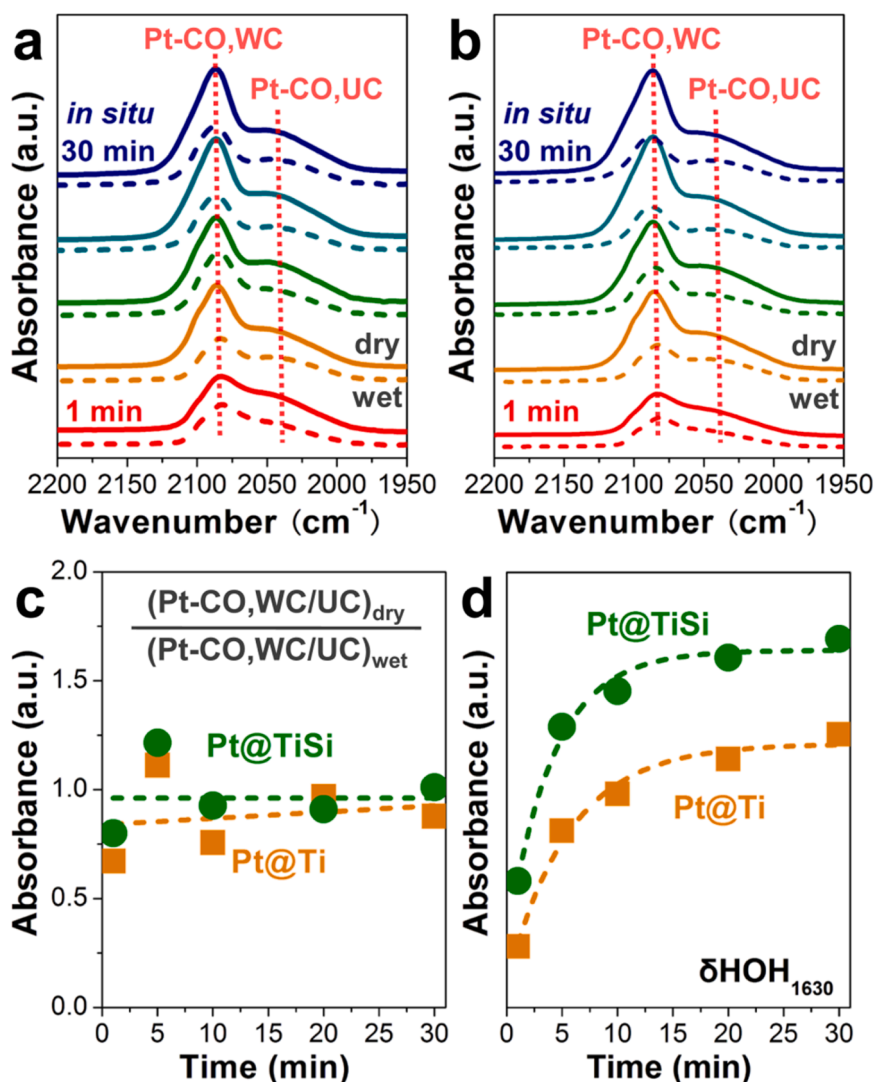 a
Pt-CO,WC
Pt-CO,UC
in situ
30 min
dry
wet
1 min
Absorbance (a.u.)
2200 2150 2100 2050 2000 1950
Wavenumber (cm⁻¹)
b
Pt-CO,WC
Pt-CO,UC
in situ
30 min
dry
wet
1 min
Absorbance (a.u.)
2200 2150 2100 2050 2000 1950
Wavenumber (cm⁻¹)
c
(Pt-CO,WC/UC)dry
(Pt-CO,WC/UC)wet
Pt@TiSi
Pt@Ti
Absorbance (a.u.)
2.0
1.5
1.0
0.5
0.0
0 5 10 15 20 25 30
Time (min)
d
Pt@TiSi
Pt@Ti
δHOH1630
Absorbance (a.u.)
0 5 10 15 20 25 30
Time (min)